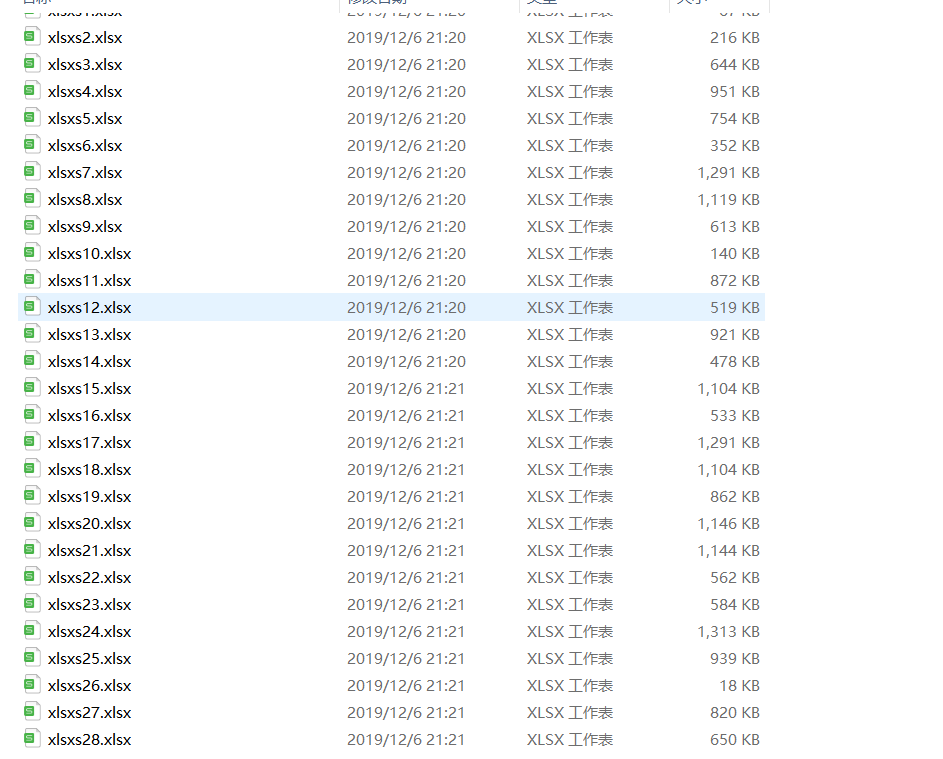 xlsxs2.xlsx 2019/12/6 21:20 XLSX 工作表 216 KB
xlsxs3.xlsx 2019/12/6 21:20 XLSX 工作表 644 KB
xlsxs4.xlsx 2019/12/6 21:20 XLSX 工作表 951 KB
xlsxs5.xlsx 2019/12/6 21:20 XLSX 工作表 754 KB
xlsxs6.xlsx 2019/12/6 21:20 XLSX 工作表 352 KB
xlsxs7.xlsx 2019/12/6 21:20 XLSX 工作表 1,291 KB
xlsxs8.xlsx 2019/12/6 21:20 XLSX 工作表 1,119 KB
xlsxs9.xlsx 2019/12/6 21:20 XLSX 工作表 613 KB
xlsxs10.xlsx 2019/12/6 21:20 XLSX 工作表 140 KB
xlsxs11.xlsx 2019/12/6 21:20 XLSX 工作表 872 KB
xlsxs12.xlsx 2019/12/6 21:20 XLSX 工作表 519 KB
xlsxs13.xlsx 2019/12/6 21:20 XLSX 工作表 921 KB
xlsxs14.xlsx 2019/12/6 21:20 XLSX 工作表 478 KB
xlsxs15.xlsx 2019/12/6 21:21 XLSX 工作表 1,104 KB
xlsxs16.xlsx 2019/12/6 21:21 XLSX 工作表 533 KB
xlsxs17.xlsx 2019/12/6 21:21 XLSX 工作表 1,291 KB
xlsxs18.xlsx 2019/12/6 21:21 XLSX 工作表 1,104 KB
xlsxs19.xlsx 2019/12/6 21:21 XLSX 工作表 862 KB
xlsxs20.xlsx 2019/12/6 21:21 XLSX 工作表 1,146 KB
xlsxs21.xlsx 2019/12/6 21:21 XLSX 工作表 1,144 KB
xlsxs22.xlsx 2019/12/6 21:21 XLSX 工作表 562 KB
xlsxs23.xlsx 2019/12/6 21:21 XLSX 工作表 584 KB
xlsxs24.xlsx 2019/12/6 21:21 XLSX 工作表 1,313 KB
xlsxs25.xlsx 2019/12/6 21:21 XLSX 工作表 939 KB
xlsxs26.xlsx 2019/12/6 21:21 XLSX 工作表 18 KB
xlsxs27.xlsx 2019/12/6 21:21 XLSX 工作表 820 KB
xlsxs28.xlsx 2019/12/6 21:21 XLSX 工作表 650 KB